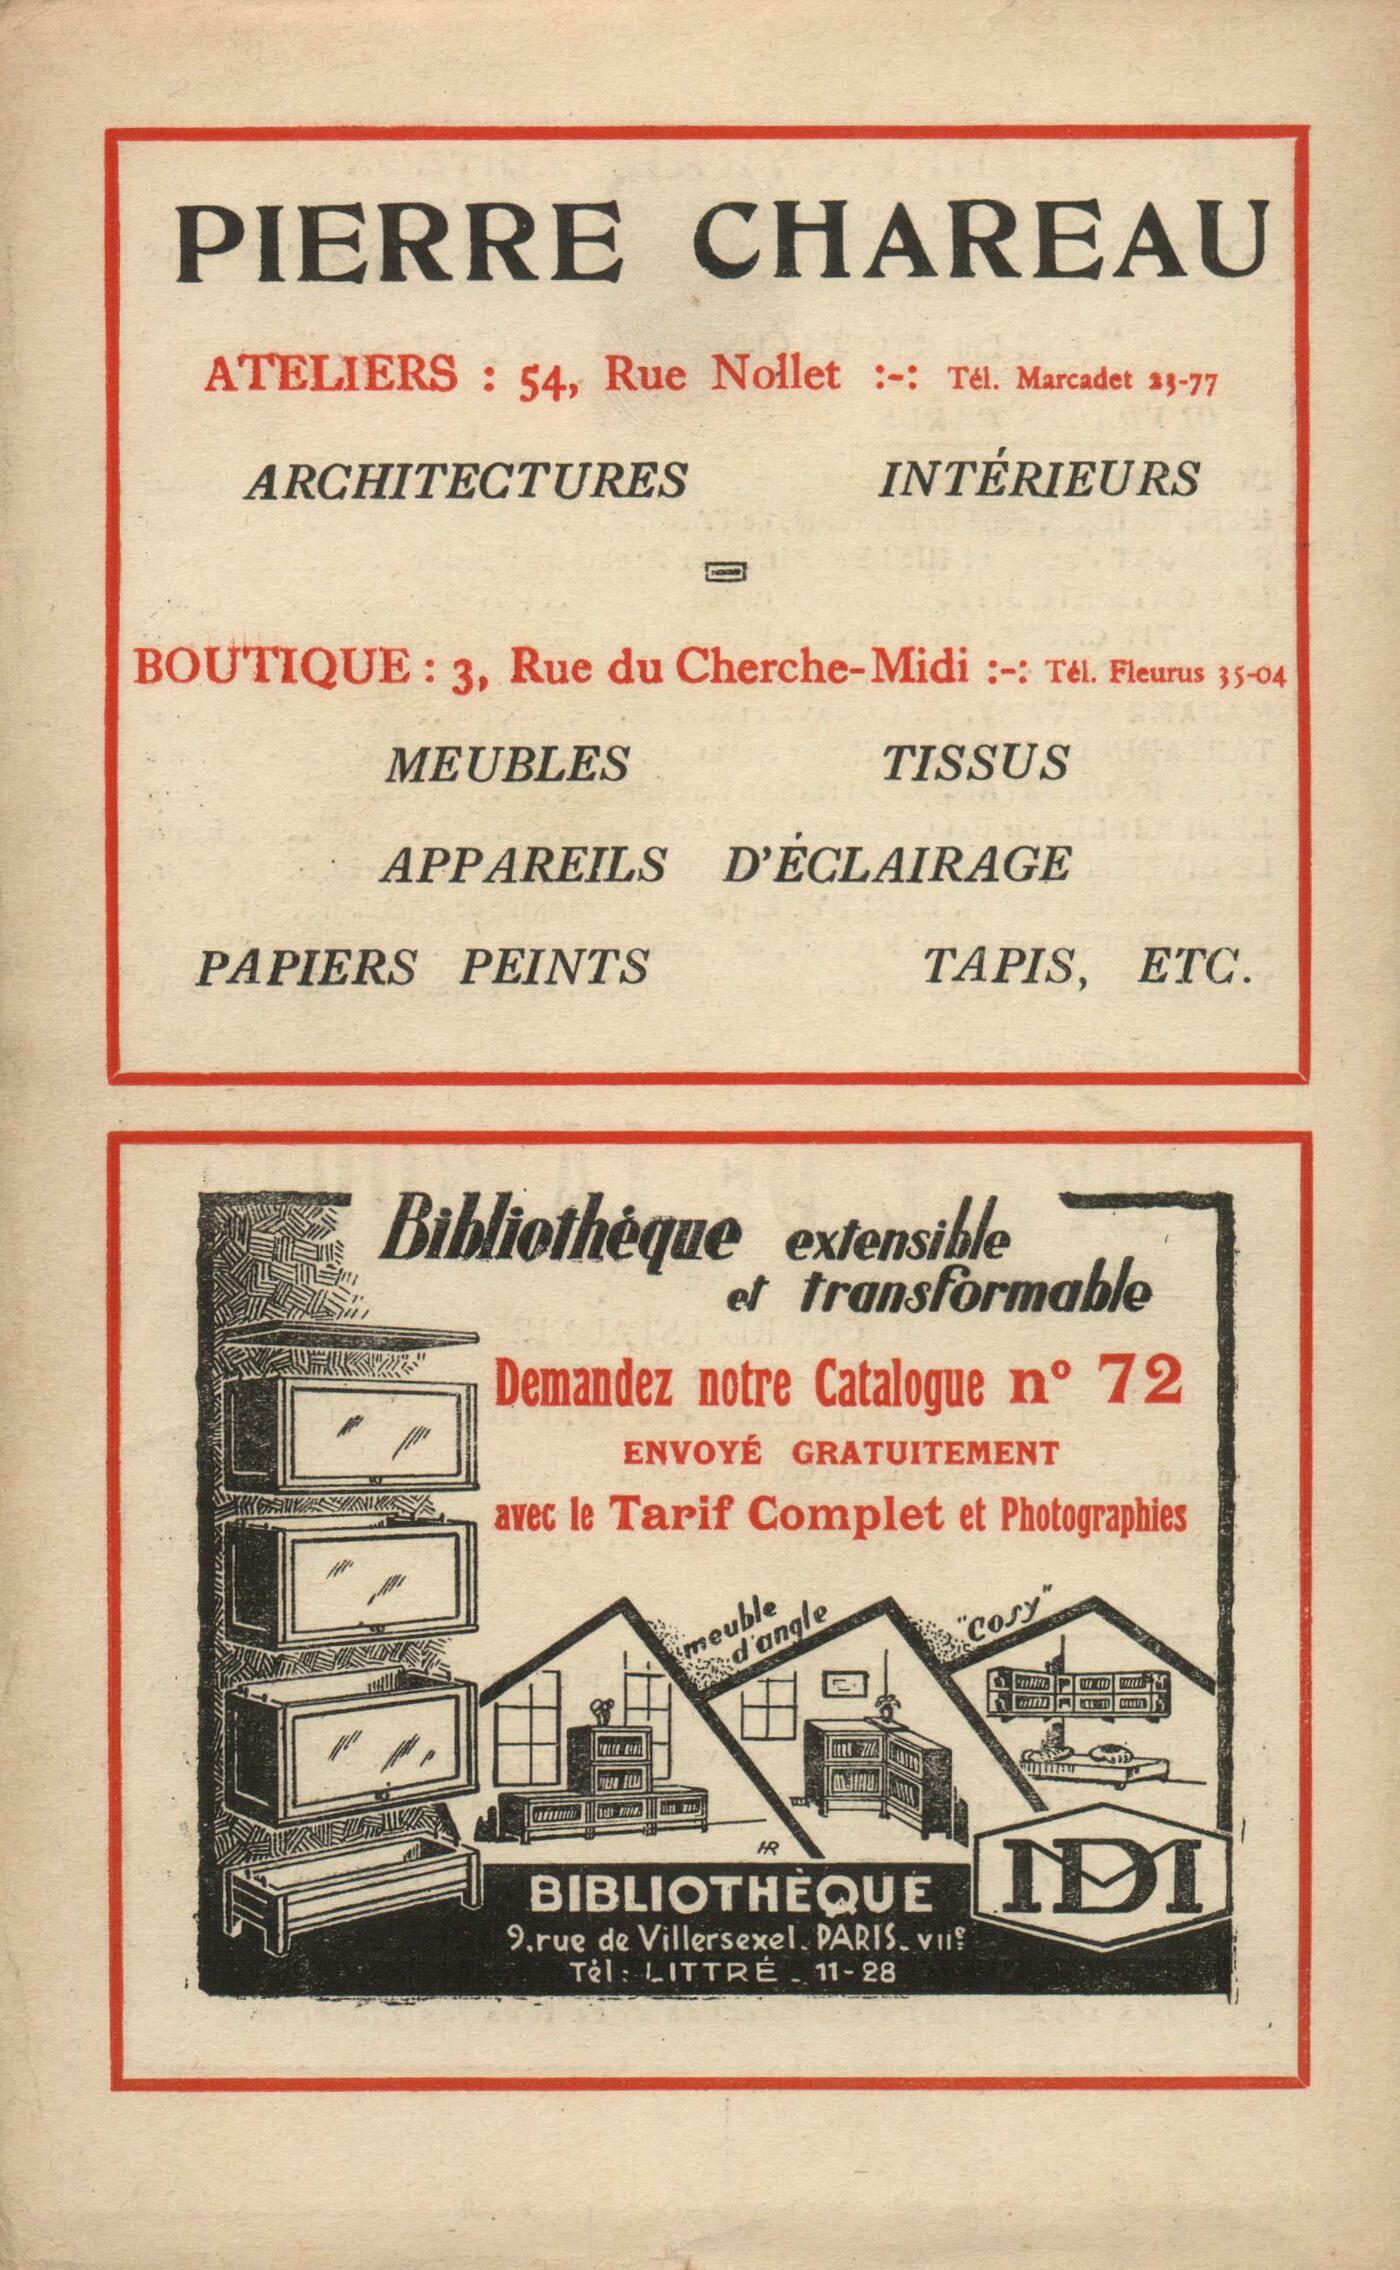 PIERRE CHAREAU
ATELIERS : 54, Rue Nollet :-: Tél. Marcadet 23-77
ARCHITECTURES INTÉRIEURS
BOUTIQUE : 3, Rue du Cherche-Midi :-: Tél. Fleurus 35-04
MEUBLES TISSUS
APPAREILS D'ÉCLAIRAGE
PAPIERS PEINTS TAPIS, ETC.
Bibliothèque extensible
et transformable
Demandez notre Catalogue nº 72
ENVOYÉ GRATUITEMENT
avec le Tarif Complet et Photographies
meuble
d'angle
"cosy"
HR
BIBLIOTHÈQUE
MD
9, rue de Villersexel. PARIS. VIIe
Tél : LITTRÉ - 11-28